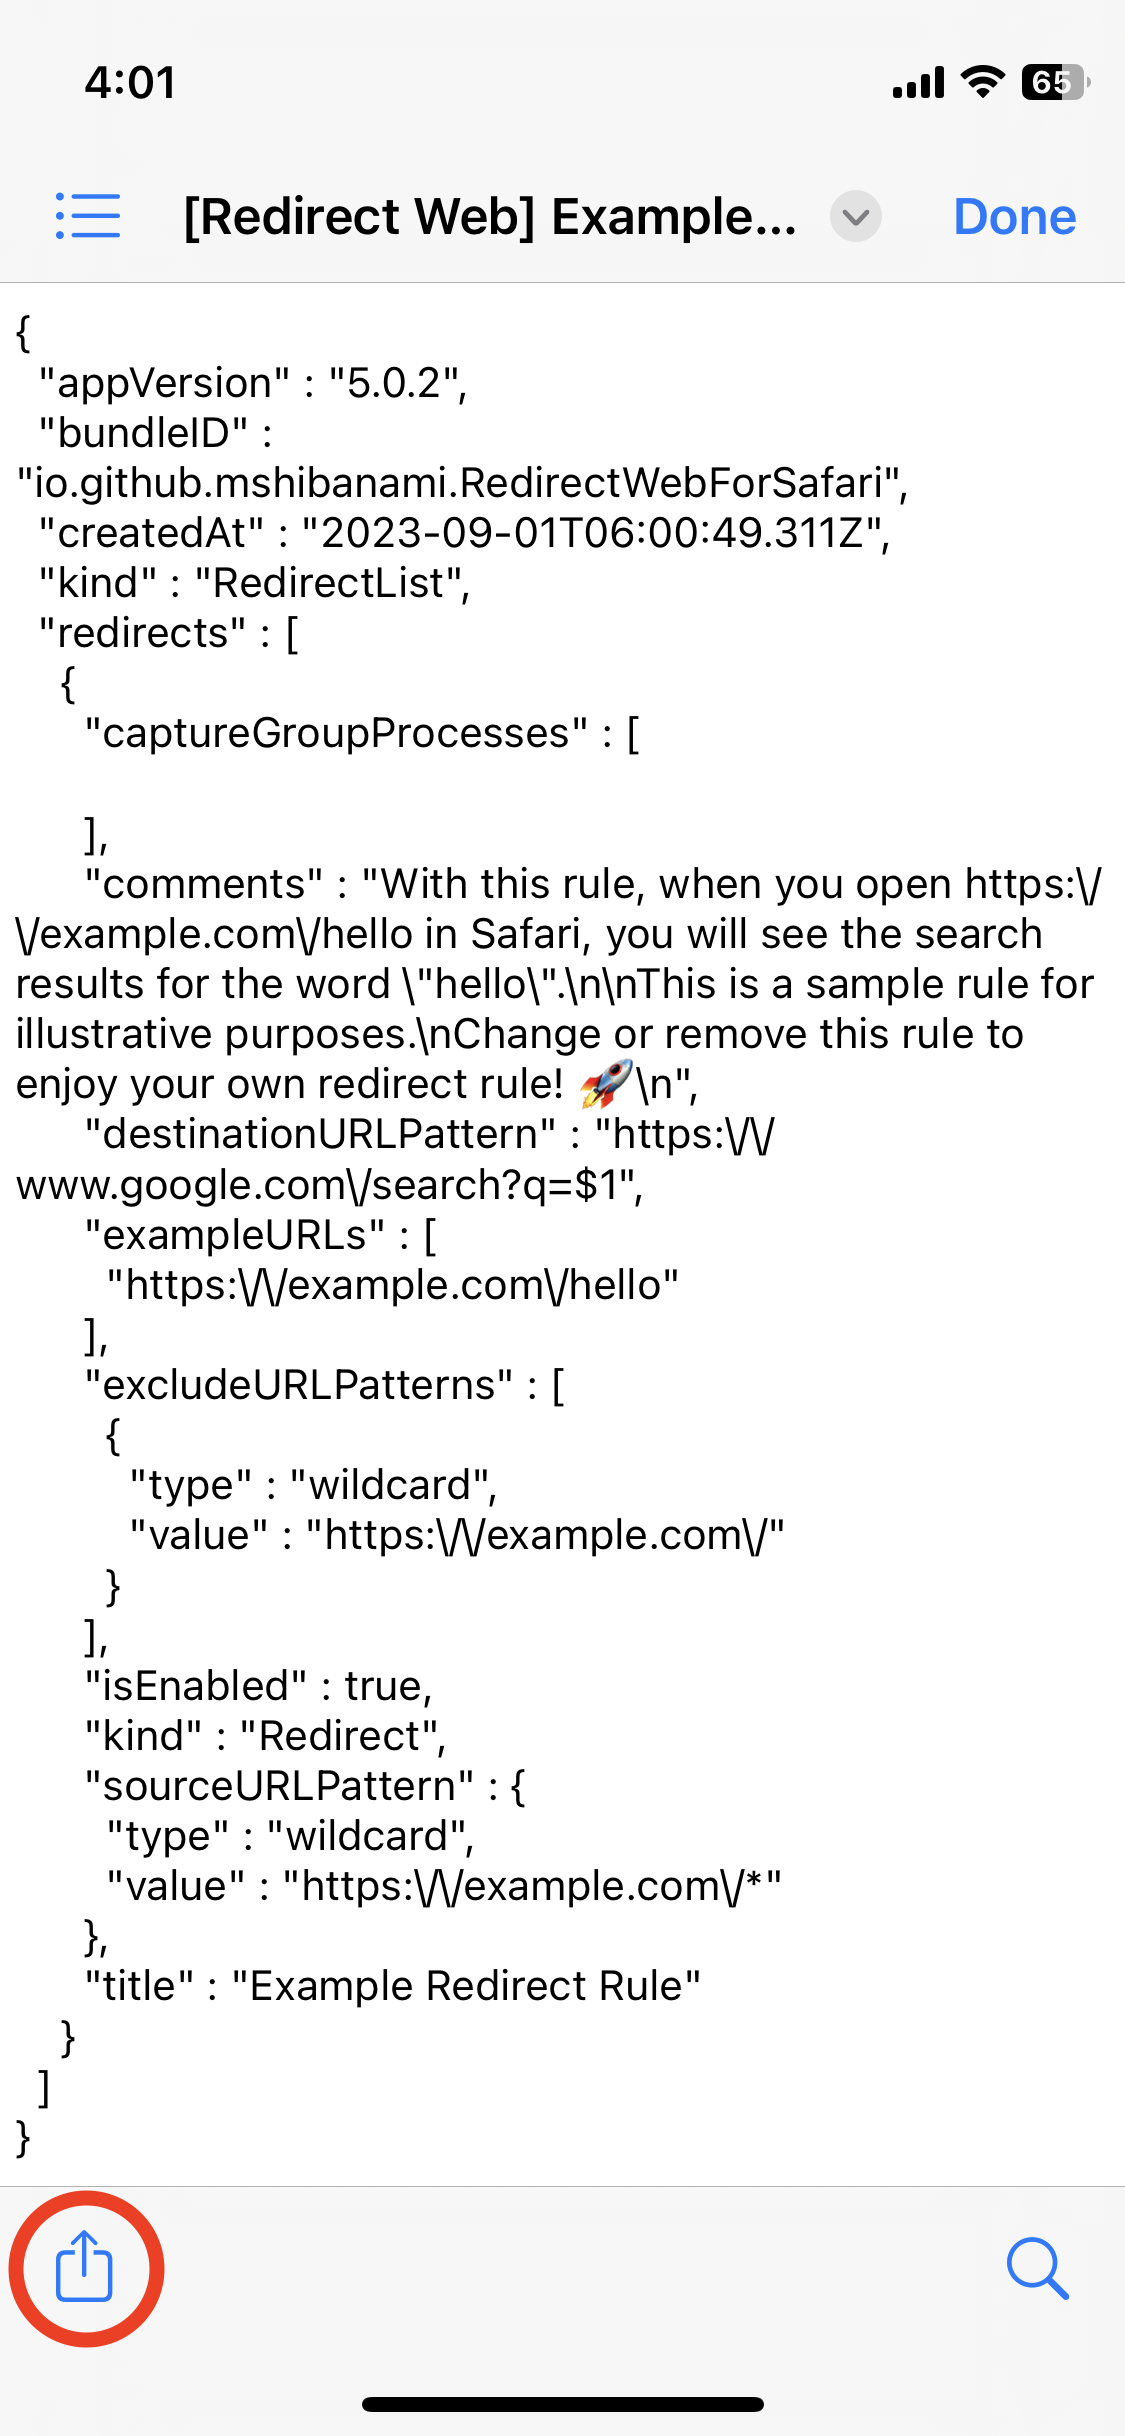 4:01
65
[Redirect Web] Example...
Done
{
"appVersion" : "5.0.2",
"bundleID" :
"io.github.mshibanami.RedirectWebForSafari",
"createdAt" : "2023-09-01T06:00:49.311Z",
"kind" : "RedirectList",
"redirects" : [
{
"captureGroupProcesses" : [
],
"comments" : "With this rule, when you open https:\/
\/example.com\/hello in Safari, you will see the search
results for the word \"hello\".\n\nThis is a sample rule for
illustrative purposes.\nChange or remove this rule to
enjoy your own redirect rule! 🚀\n",
"destinationURLPattern" : "https:\/\/
www.google.com\/search?q=$1",
"exampleURLs" : [
"https:\/\/example.com\/hello"
],
"excludeURLPatterns" : [
{
"type" : "wildcard",
"value" : "https:\/\/example.com\/"
}
],
"isEnabled" : true,
"kind" : "Redirect",
"sourceURLPattern" : {
"type" : "wildcard",
"value" : "https:\/\/example.com\/*"
},
"title" : "Example Redirect Rule"
}
]
}